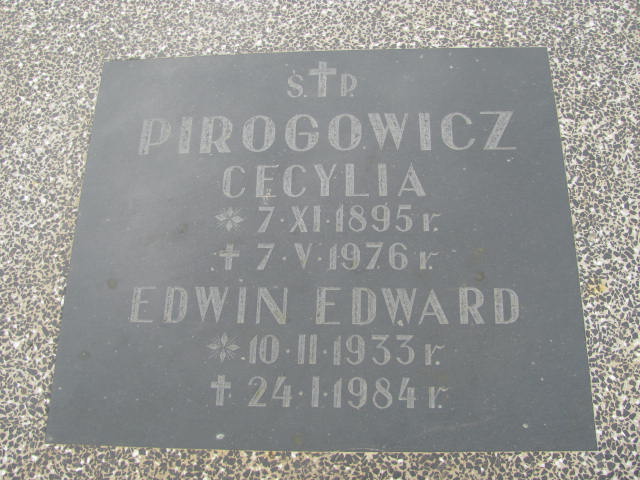 Ś.✝P.
PIROGOWICZ
CECYLIA
* 7·XI·1895 r.
✝ 7·V·1976 r.
EDWIN EDWARD
* 10·II·1933 r.
✝ 24·I·1984 r.